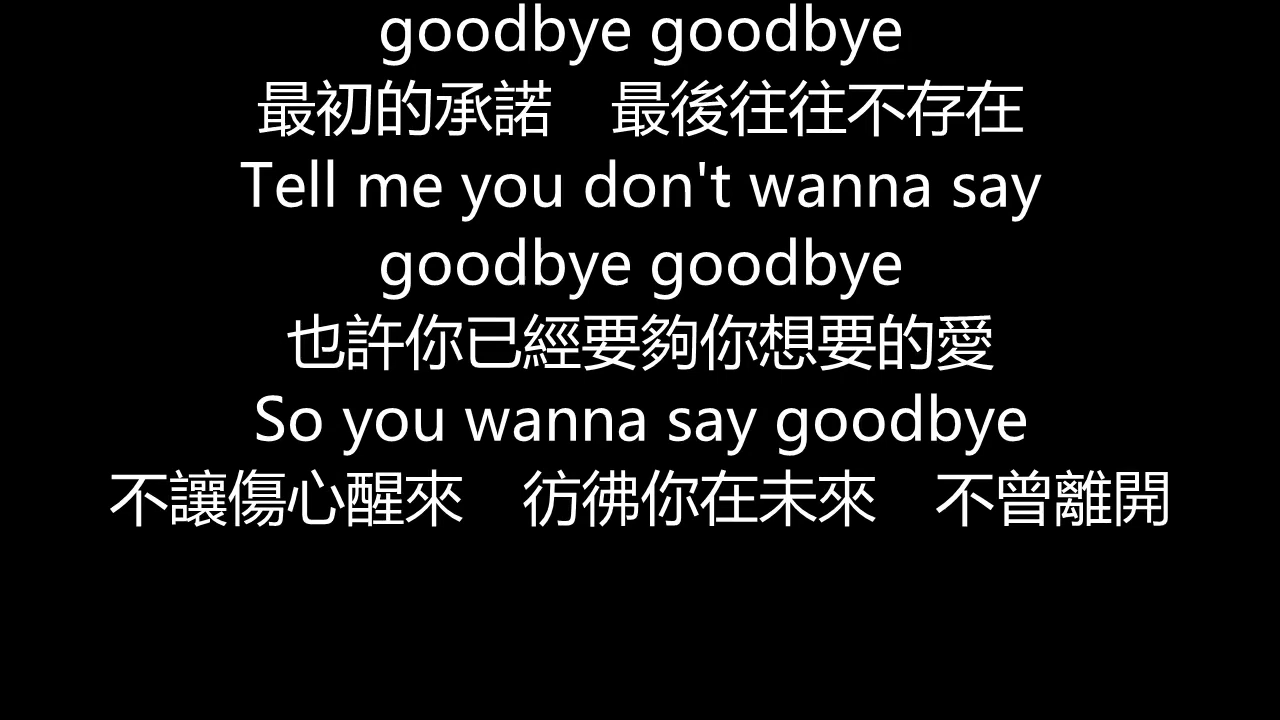 goodbye goodbye
最初的承諾　最後往往不存在
Tell me you don't wanna say
goodbye goodbye
也許你已經要夠你想要的愛
So you wanna say goodbye
不讓傷心醒來　彷彿你在未來　不曾離開